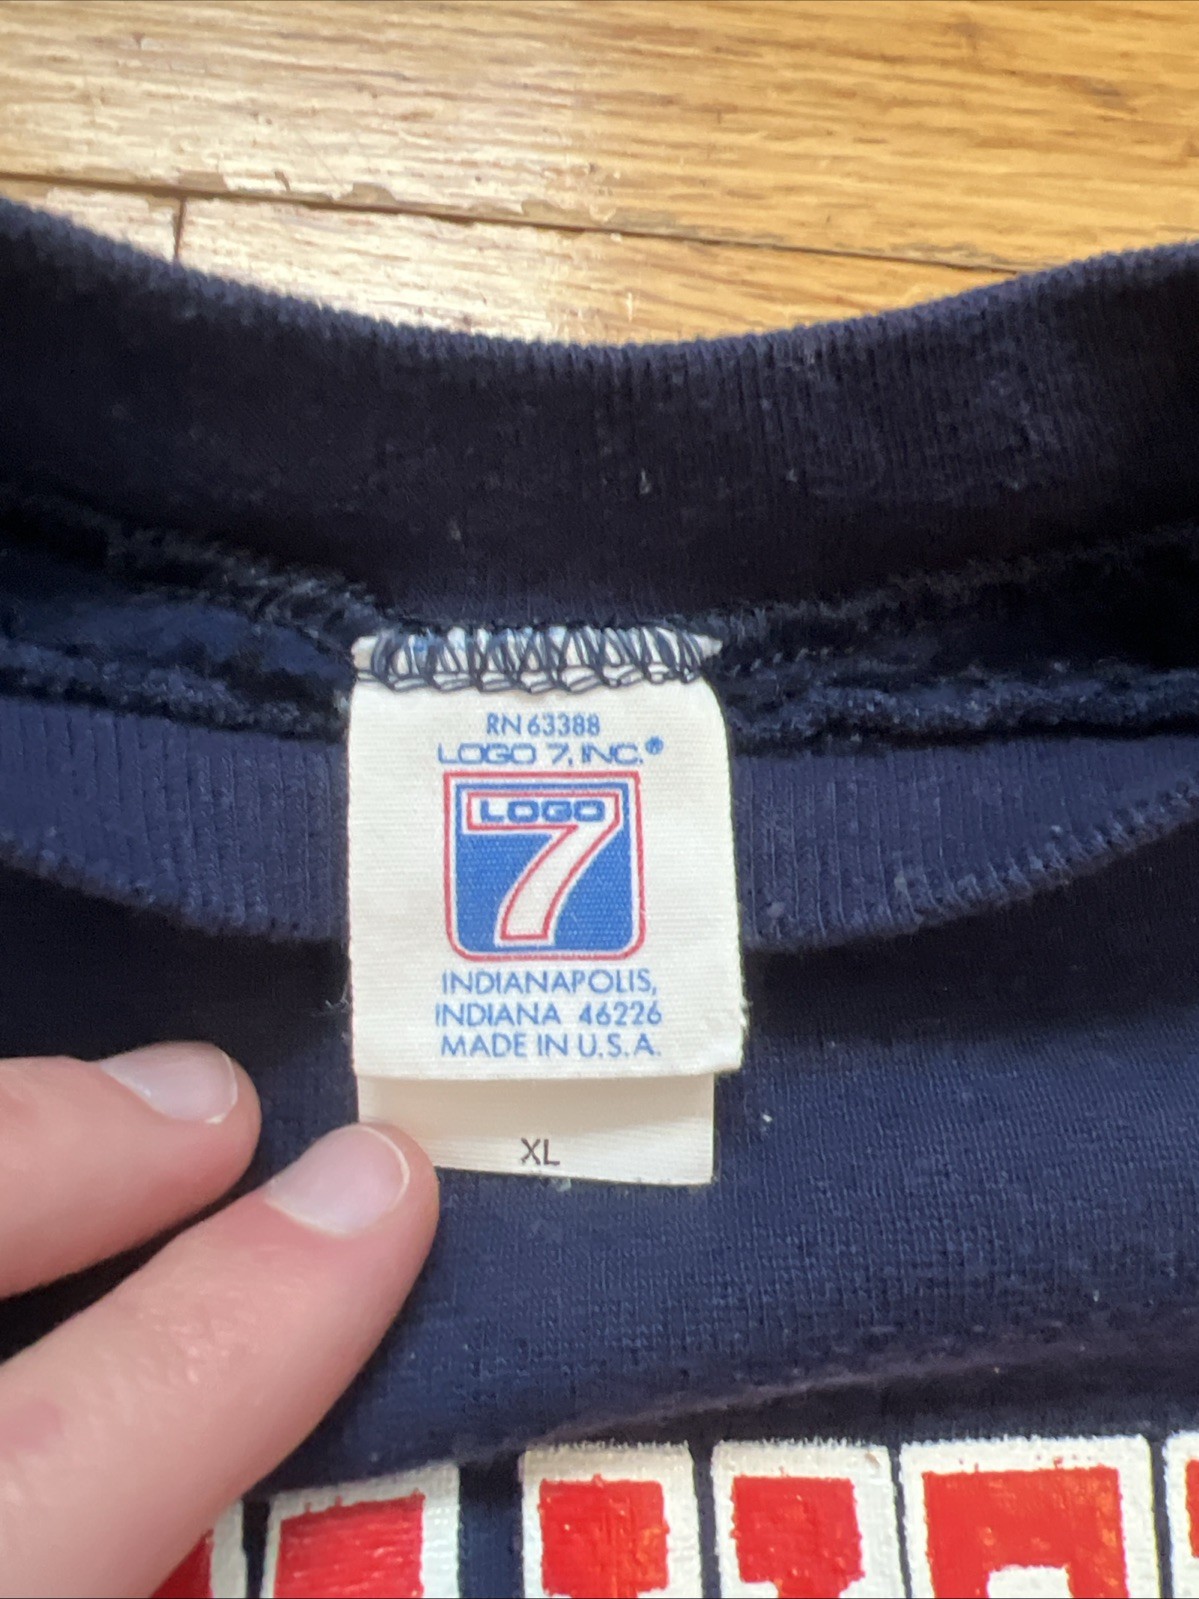 RN 63388
LOGO 7, INC.®
LOGO
7
INDIANAPOLIS,
INDIANA 46226
MADE IN U.S.A.
XL